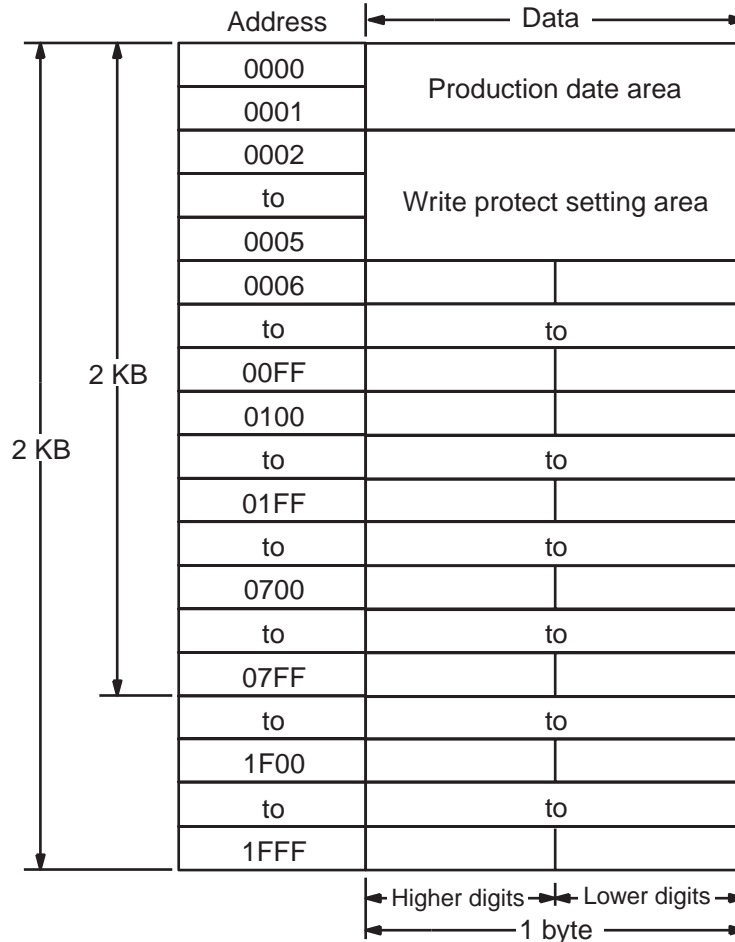 Address Data
0000
Production date area
0001
0002
to
Write protect setting area
0005
0006
to to
00FF
2 KB
0100
2 KB
to to
01FF
to to
0700
to to
07FF
to to
1F00
to to
1FFF
Higher digits Lower digits
1 byte